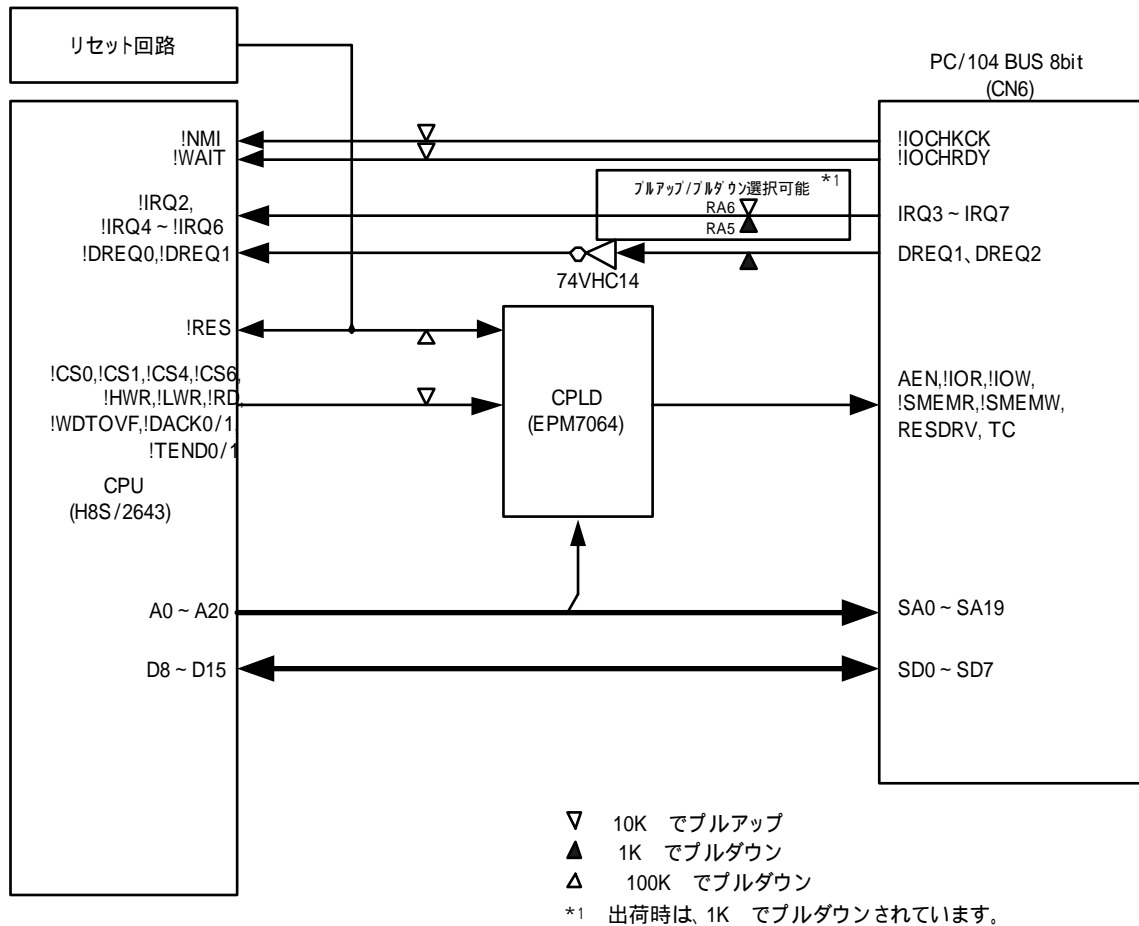 リセット回路
PC/104 BUS 8bit
(CN6)
!NMI
!WAIT
!IOCHKCK
!IOCHRDY
プルアップ/プルダウン選択可能 *1
!IRQ2,
!IRQ4 ~ !IRQ6
RA6
RA5
IRQ3 ~ IRQ7
!DREQ0,!DREQ1
DREQ1、DREQ2
74VHC14
!RES
!CS0,!CS1,!CS4,!CS6,
!HWR,!LWR,!RD,
!WDTOVF,!DACK0/1,
!TEND0/1
CPLD
(EPM7064)
AEN,!IOR,!IOW,
!SMEMR,!SMEMW,
RESDRV, TC
CPU
(H8S/2643)
A0 ~ A20
SA0 ~ SA19
D8 ~ D15
SD0 ~ SD7
10K でプルアップ
1K でプルダウン
100K でプルダウン
*1 出荷時は、1K でプルダウンされています。